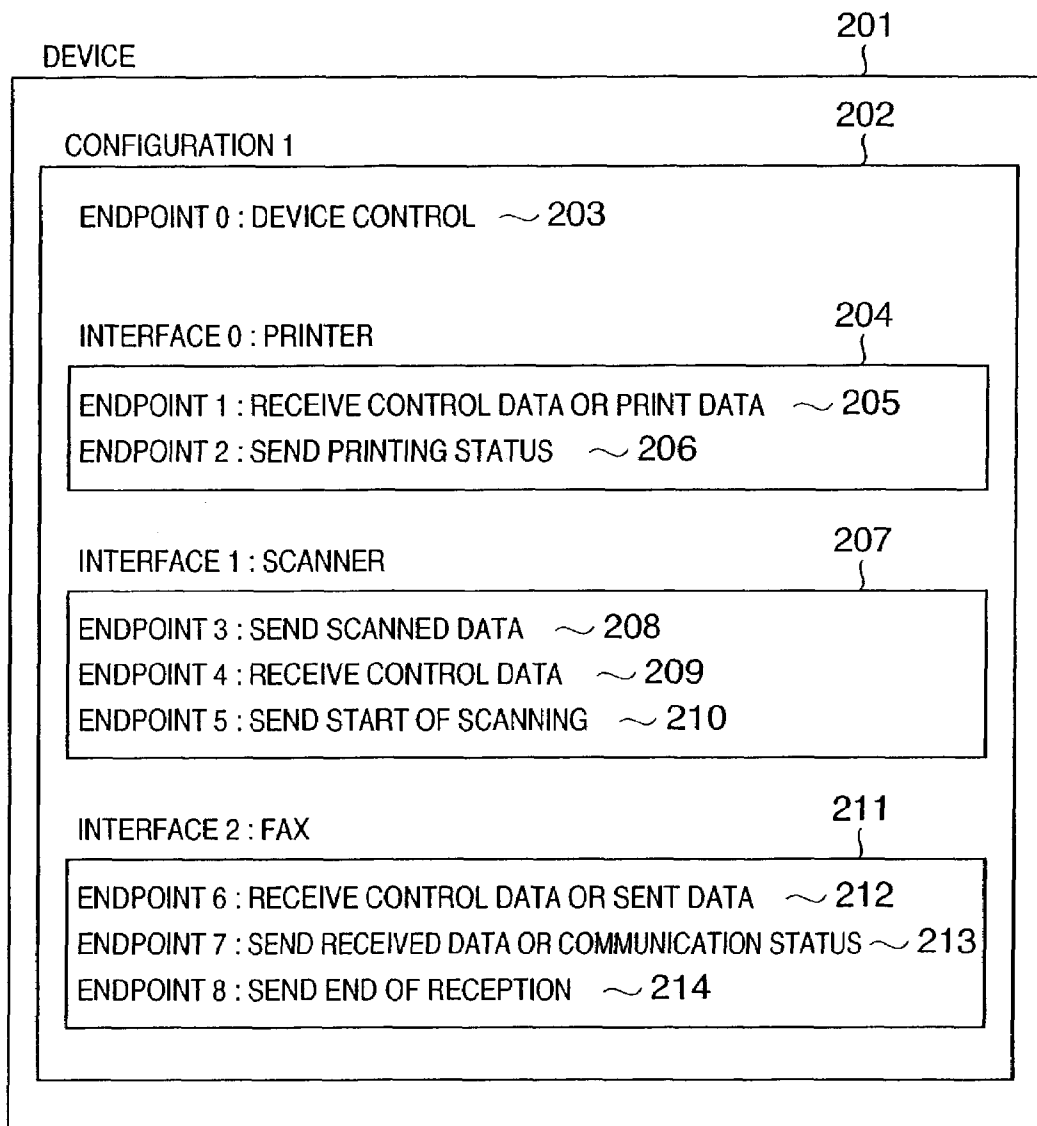 201
DEVICE
202
CONFIGURATION 1
ENDPOINT 0 : DEVICE CONTROL 203
204
INTERFACE 0 : PRINTER
ENDPOINT 1 : RECEIVE CONTROL DATA OR PRINT DATA 205
ENDPOINT 2 : SEND PRINTING STATUS 206
207
INTERFACE 1 : SCANNER
ENDPOINT 3 : SEND SCANNED DATA 208
ENDPOINT 4 : RECEIVE CONTROL DATA 209
ENDPOINT 5 : SEND START OF SCANNING 210
211
INTERFACE 2 : FAX
ENDPOINT 6 : RECEIVE CONTROL DATA OR SENT DATA 212
ENDPOINT 7 : SEND RECEIVED DATA OR COMMUNICATION STATUS 213
ENDPOINT 8 : SEND END OF RECEPTION 214